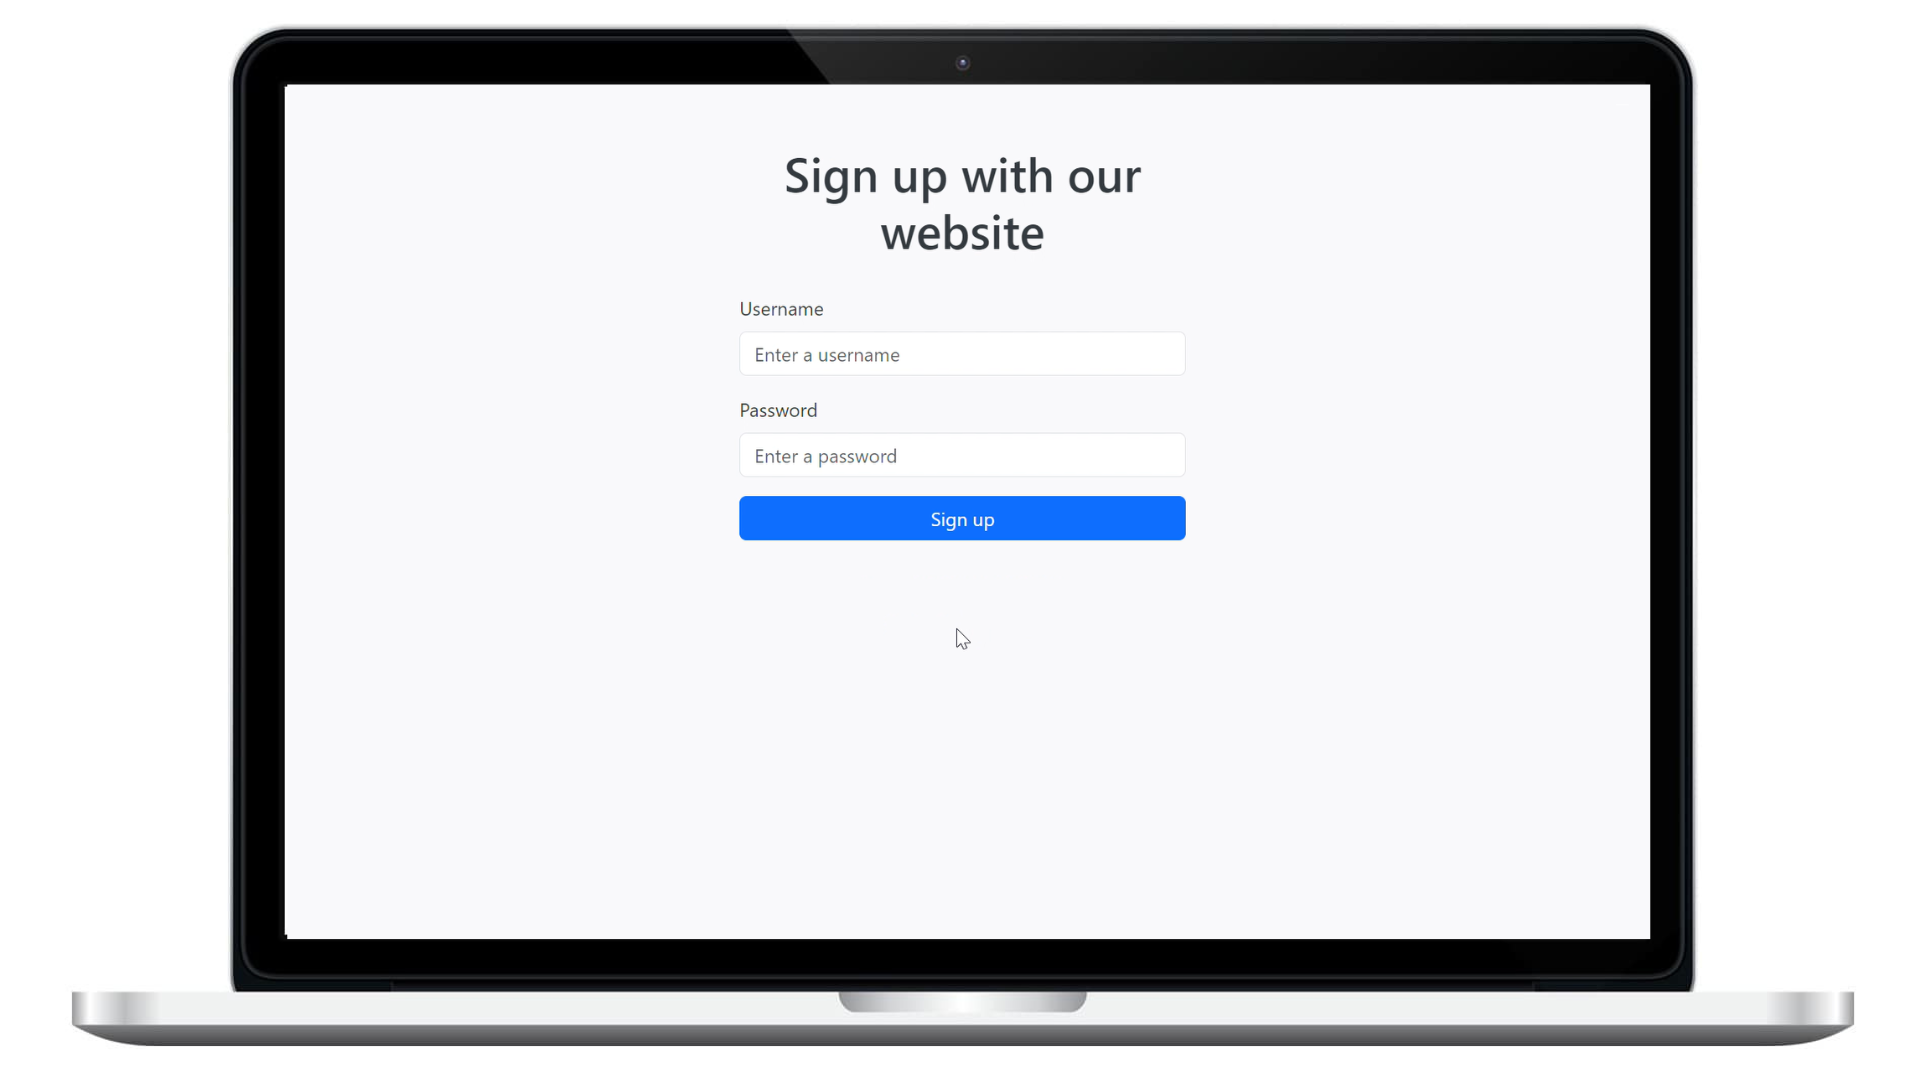 Sign up with our
website
Username
Enter a username
Password
Enter a password
Sign up